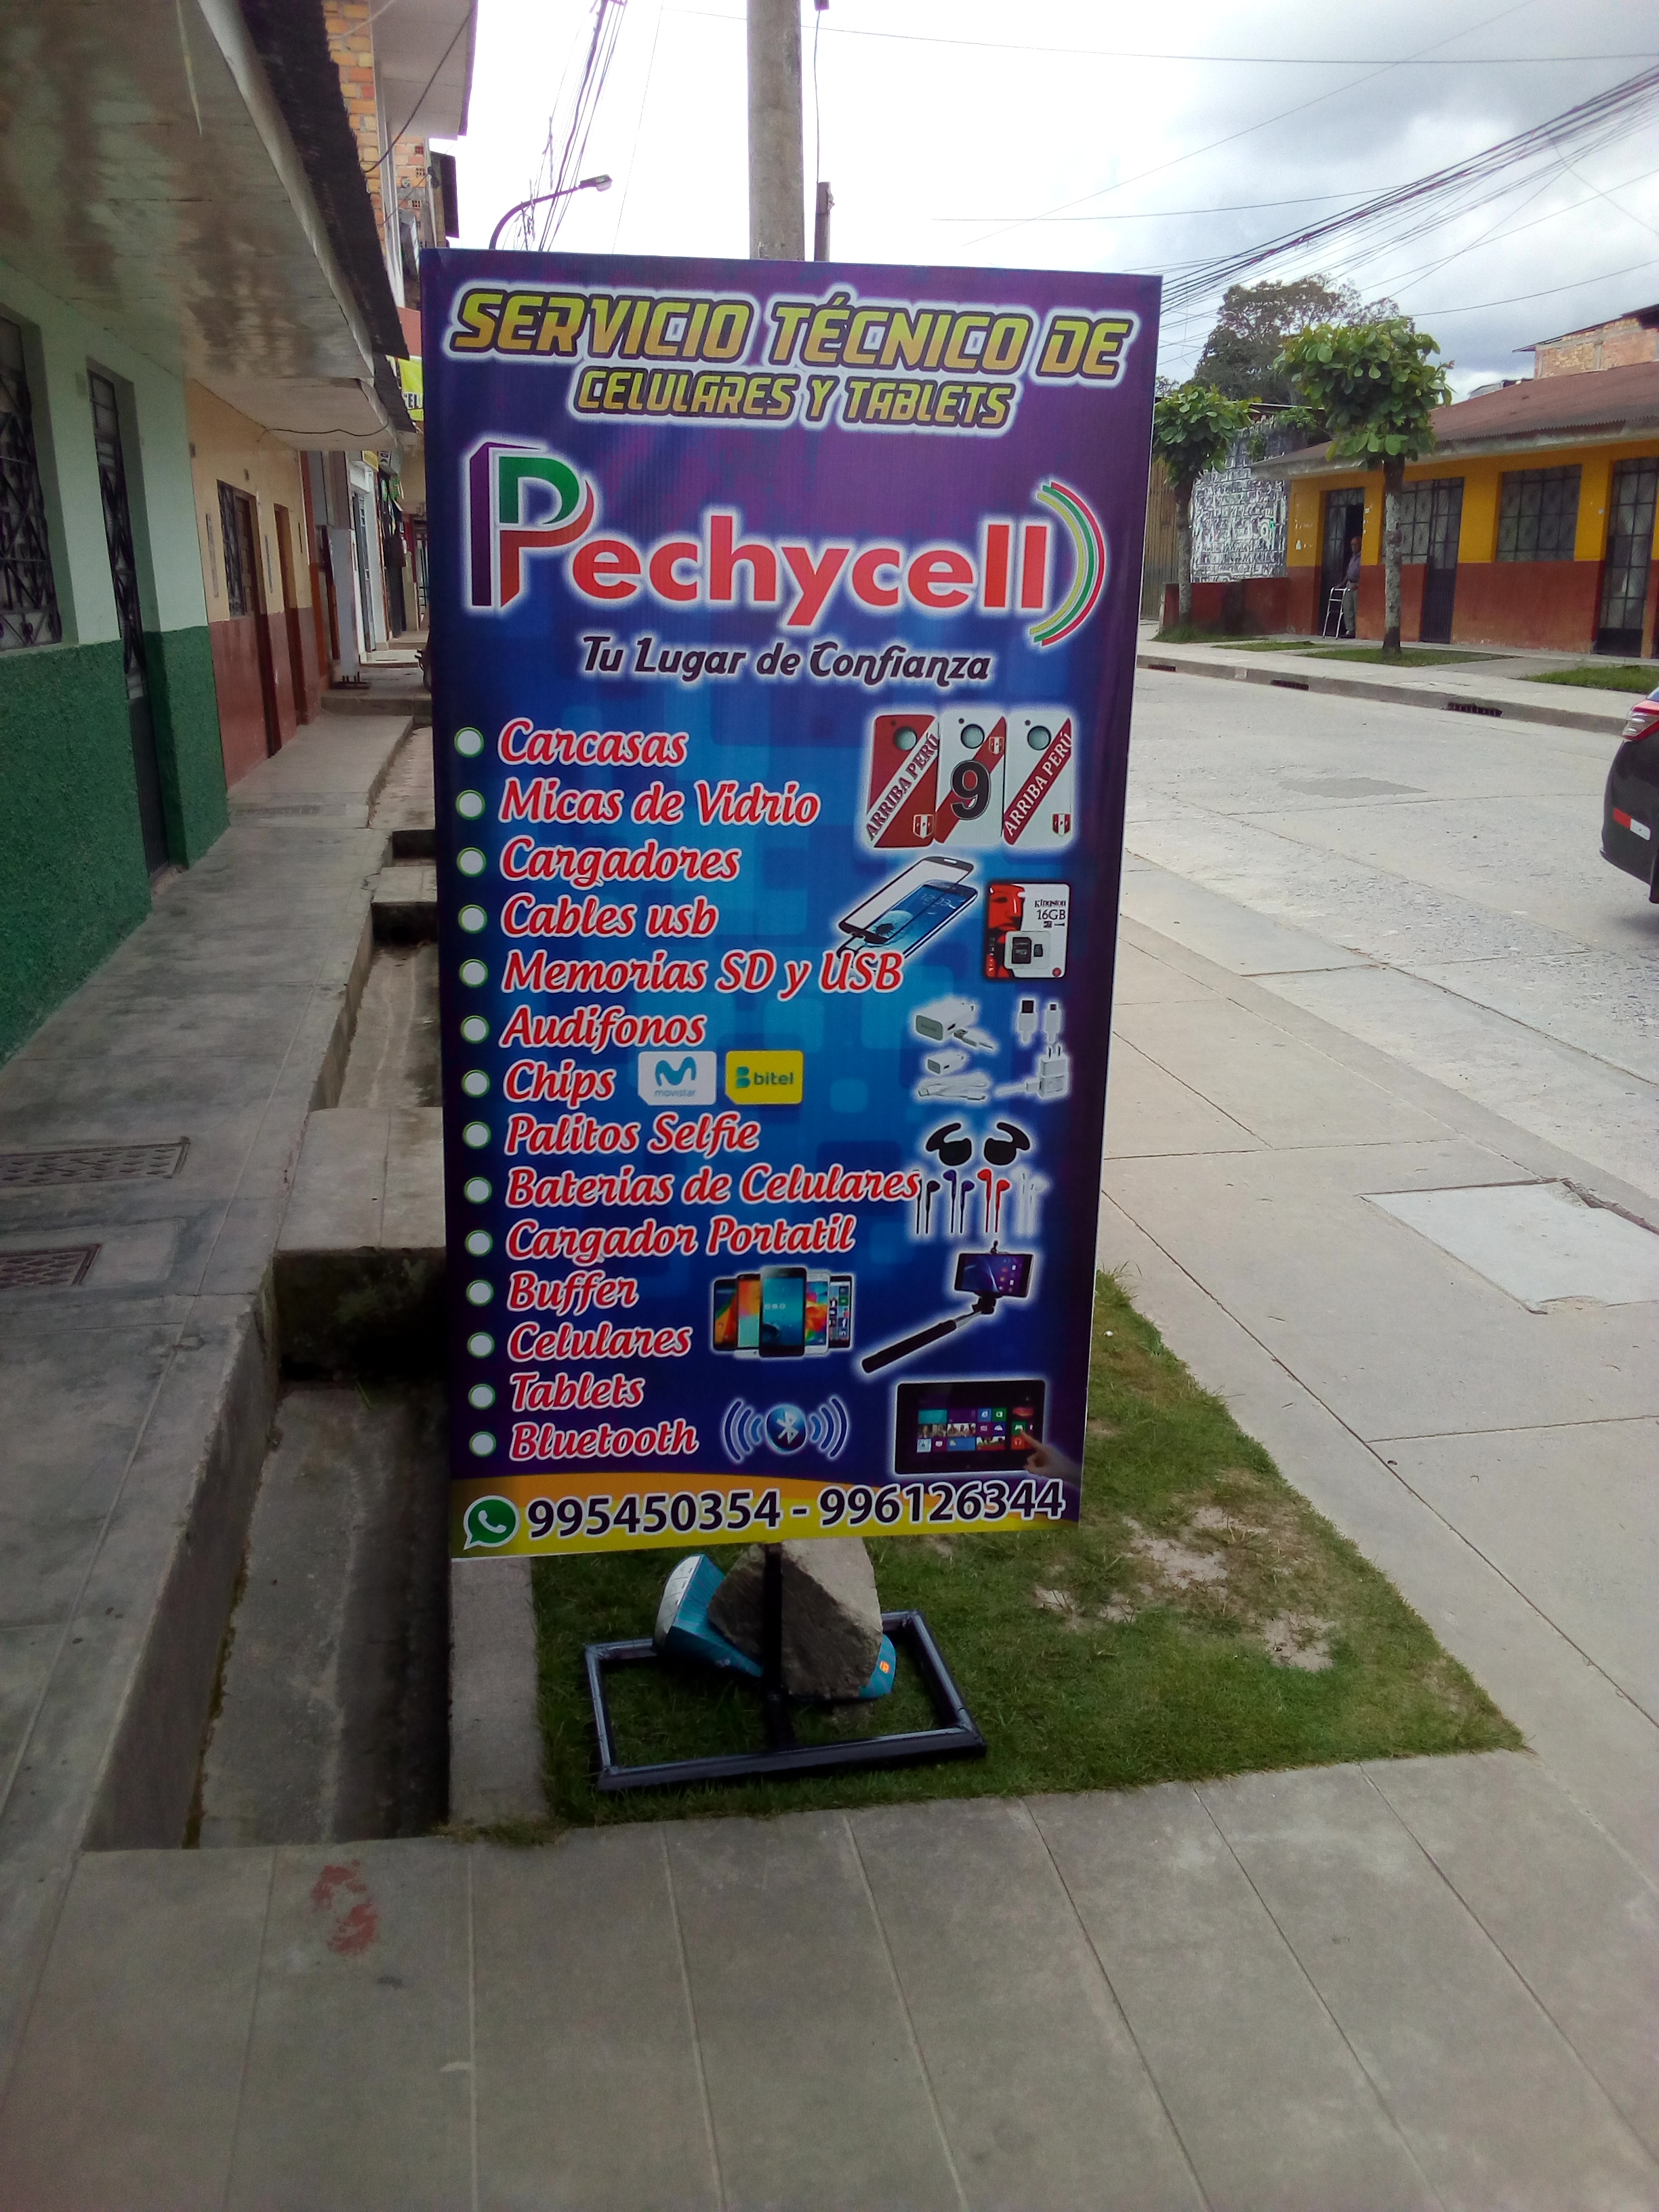 SERVICIO TÉCNICO DE
CELULARES Y TABLETS
Pechycell
Tu Lugar de Confianza
Carcasas
ARRIBA PERÚ
9
ARRIBA PERÚ
Micas de Vidrio
Cargadores
Cables usb
Kingston
16GB
Memorias SD y USB
Audifonos
Chips
movistar
bitel
Palitos Selfie
Baterias de Celulares
Cargador Portatil
Buffer
Celulares
Tablets
Bluetooth
995450354 - 996126344